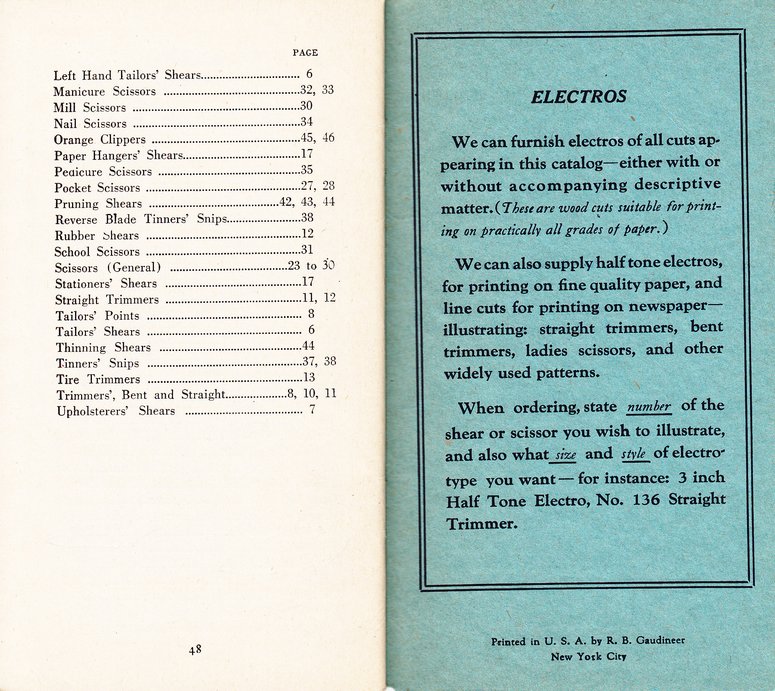 PAGE
Left Hand Tailors' Shears.............................. 6
Manicure Scissors ...................................32, 33
Mill Scissors ...........................................30
Nail Scissors ...........................................34
Orange Clippers ......................................45, 46
Paper Hangers' Shears..............................17
Pedicure Scissors ....................................35
Pocket Scissors .......................................27, 28
Pruning Shears ..................................42, 43, 44
Reverse Blade Tinners' Snips...................38
Rubber Shears .......................................12
School Scissors .......................................31
Scissors (General) ..............................23 to 30
Stationers' Shears ...................................17
Straight Trimmers ...................................11, 12
Tailors' Points ....................................... 8
Tailors' Shears ....................................... 6
Thinning Shears .....................................44
Tinners' Snips ........................................37, 38
Tire Trimmers ........................................13
Trimmers', Bent and Straight................8, 10, 11
Upholsterers' Shears .............................. 7
48
ELECTROS
We can furnish electros of all cuts ap-
pearing in this catalog—either with or
without accompanying descriptive
matter. (These are wood cuts suitable for print-
ing on practically all grades of paper.)
We can also supply half tone electros,
for printing on fine quality paper, and
line cuts for printing on newspaper—
illustrating: straight trimmers, bent
trimmers, ladies scissors, and other
widely used patterns.
When ordering, state number of the
shear or scissor you wish to illustrate,
and also what size and style of electro-
type you want — for instance: 3 inch
Half Tone Electro, No. 136 Straight
Trimmer.
Printed in U. S. A. by R. B. Gaudineer
New York City